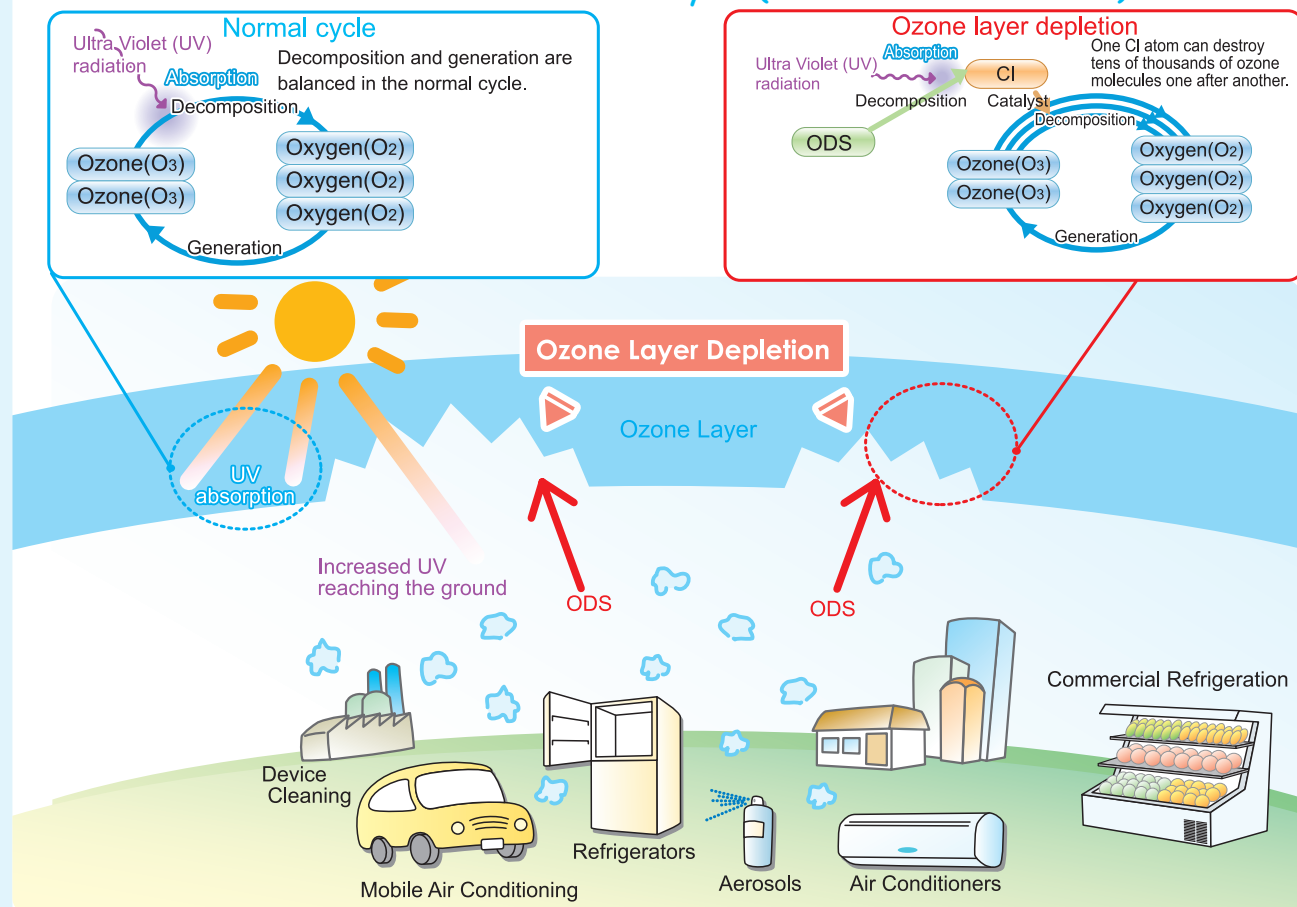 Normal cycle
Ultra Violet (UV)
radiation
Absorption
Decomposition
Decomposition and generation are
balanced in the normal cycle.
Ozone(O3)
Ozone(O3)
Oxygen(O2)
Oxygen(O2)
Oxygen(O2)
Generation
Ozone layer depletion
Ultra Violet (UV)
radiation
Absorption
Decomposition
Cl
Catalyst
One Cl atom can destroy
tens of thousands of ozone
molecules one after another.
Decomposition
ODS
Ozone(O3)
Ozone(O3)
Oxygen(O2)
Oxygen(O2)
Oxygen(O2)
Generation
Ozone Layer Depletion
Ozone Layer
UV
absorption
Increased UV
reaching the ground
ODS
ODS
Commercial Refrigeration
Device
Cleaning
Mobile Air Conditioning
Refrigerators
Aerosols
Air Conditioners